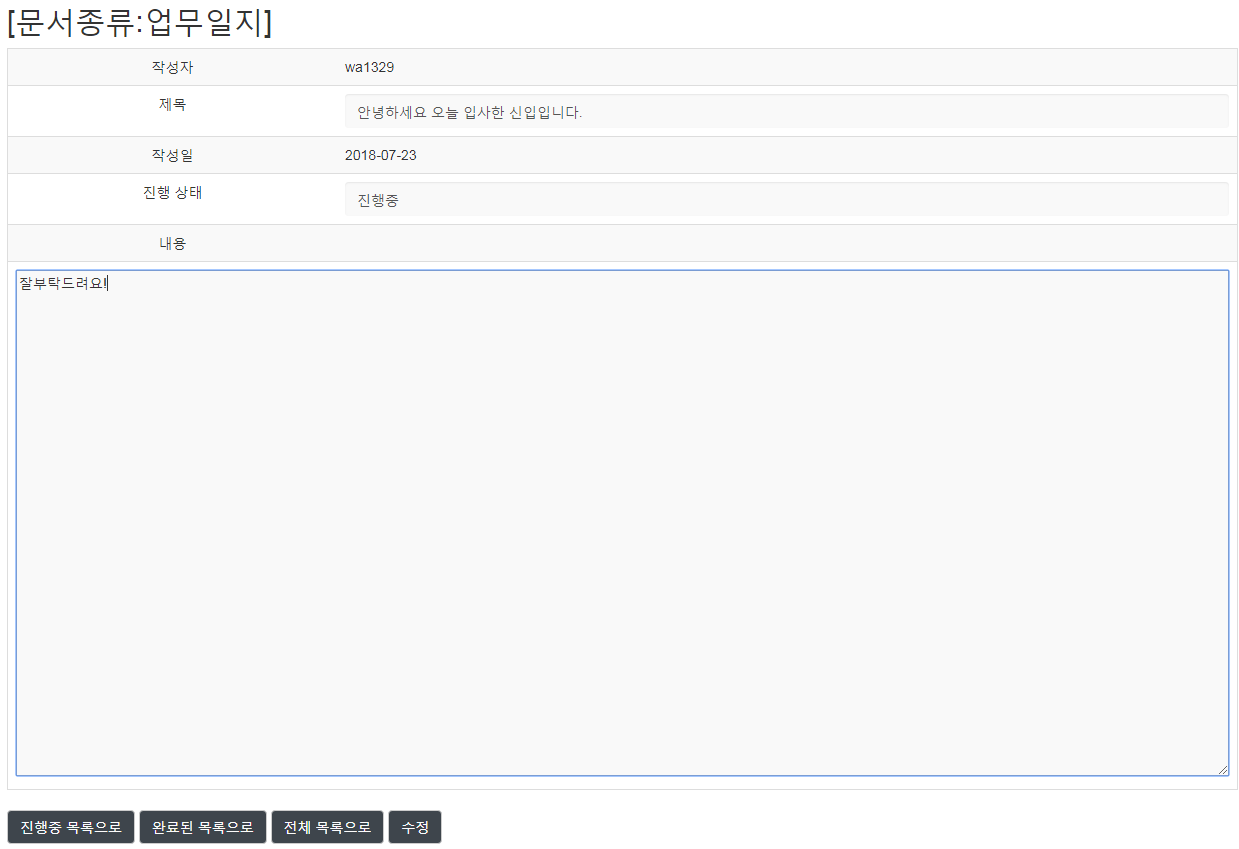 [문서종류:업무일지]
작성자 wa1329
제목 안녕하세요 오늘 입사한 신입입니다.
작성일 2018-07-23
진행 상태 진행중
내용
잘부탁드려요!
진행중 목록으로 완료된 목록으로 전체 목록으로 수정